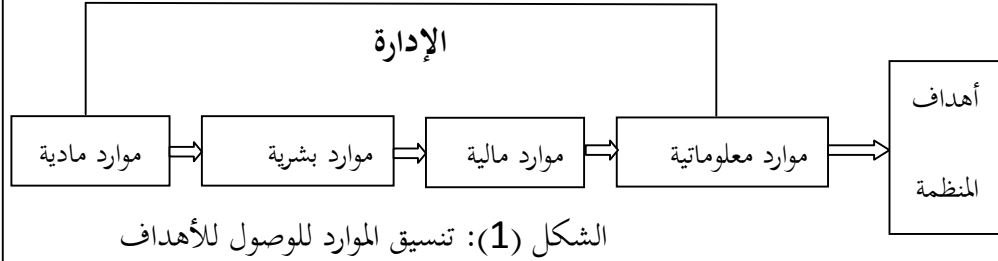 الإدارة
أهداف
المنظمة
موارد مادية
موارد بشرية
موارد مالية
موارد معلوماتية
الشكل (1): تنسيق الموارد للوصول للأهداف